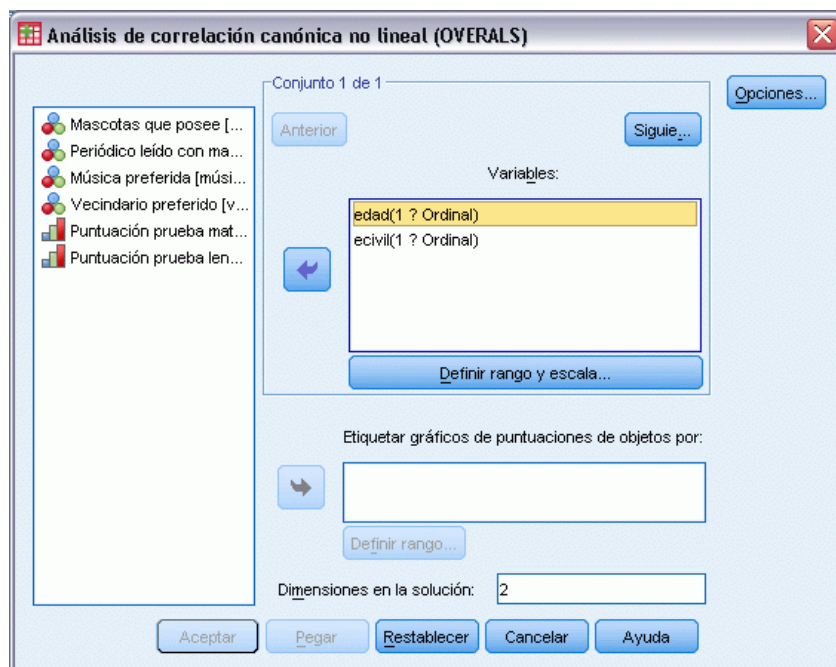 Análisis de correlación canónica no lineal (OVERALS)
Conjunto 1 de 1
Opciones...
Mascotas que posee [...
Periódico leído con ma...
Música preferida [músi...
Vecindario preferido [v...
Puntuación prueba mat...
Puntuación prueba len...
Anterior
Siguie...
Variables:
edad(1 ? Ordinal)
ecivil(1 ? Ordinal)
Definir rango y escala...
Etiquetar gráficos de puntuaciones de objetos por:
Definir rango...
Dimensiones en la solución:
2
Aceptar
Pegar
Restablecer
Cancelar
Ayuda